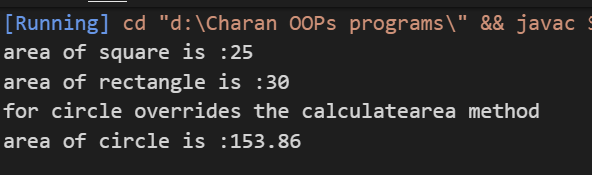 [Running] cd "d:\Charan OOPs programs\" && javac
area of square is :25
area of rectangle is :30
for circle overrides the calculatearea method
area of circle is :153.86